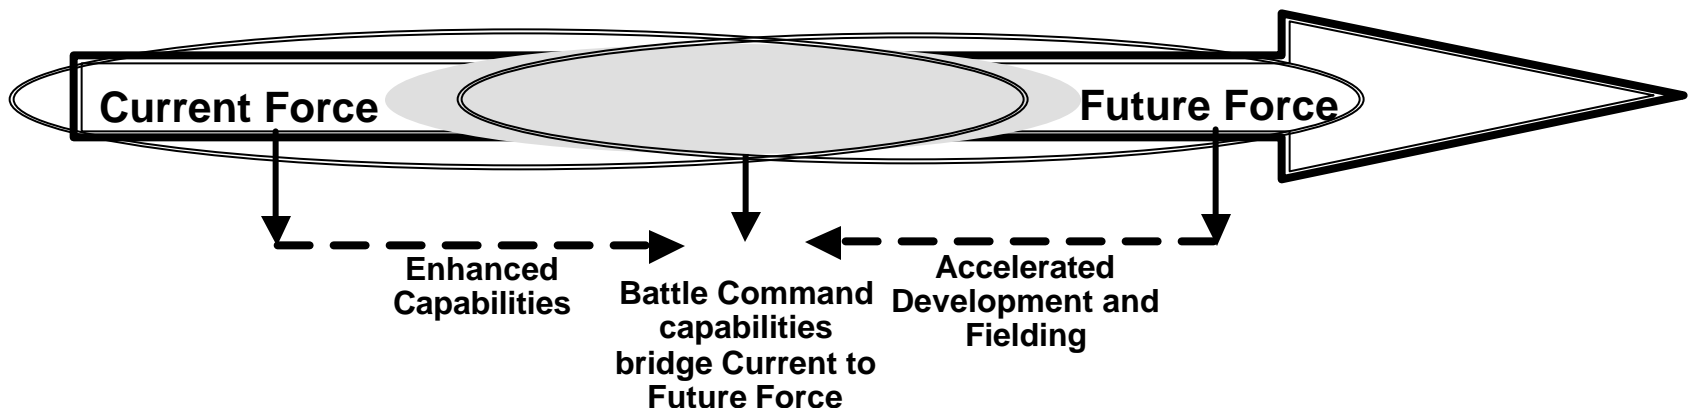 Current Force
Future Force
Enhanced
Capabilities
Battle Command
capabilities
bridge Current to
Future Force
Accelerated
Development and
Fielding